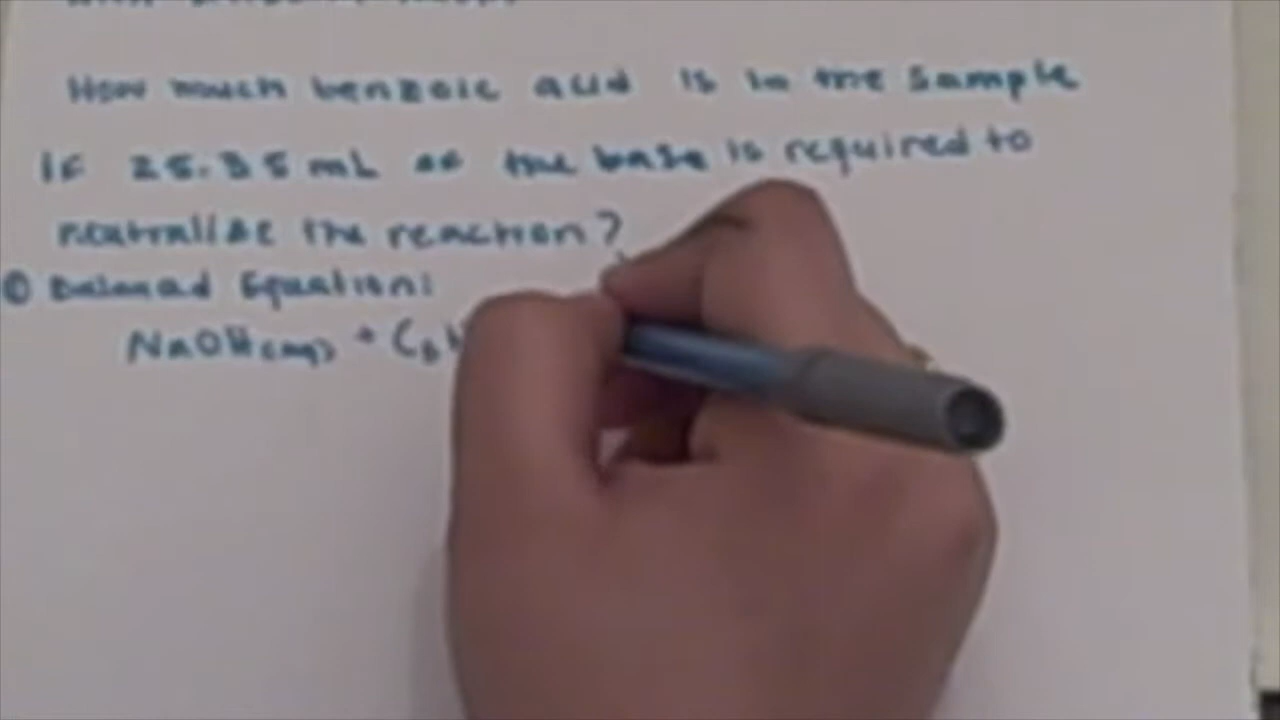 How much benzoic acid is in the sample
if 25.35 mL of the base is required to
neutralize the reaction?
① Balanced Equation:
NaOH(aq) + C6H